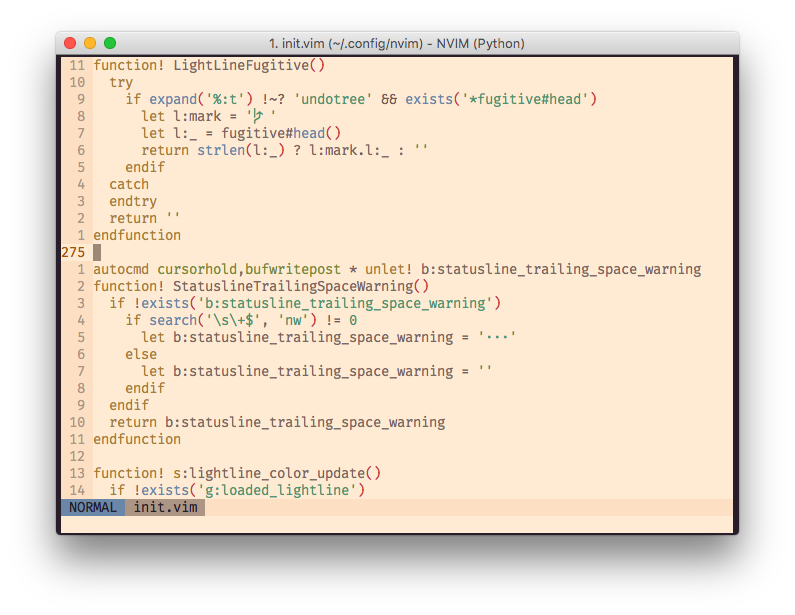 1. init.vim (~/.config/nvim) - NVIM (Python)
11 function! LightLineFugitive()
10   try
9     if expand('%:t') !~? 'undotree' && exists('*fugitive#head')
8       let l:mark = ' '
7       let l:_ = fugitive#head()
6       return strlen(l:_) ? l:mark.l:_ : ''
5     endif
4   catch
3   endtry
2   return ''
1 endfunction
275
1 autocmd cursorhold,bufwritepost * unlet! b:statusline_trailing_space_warning
2 function! StatuslineTrailingSpaceWarning()
3   if !exists('b:statusline_trailing_space_warning')
4     if search('\s\+$', 'nw') != 0
5       let b:statusline_trailing_space_warning = '···'
6     else
7       let b:statusline_trailing_space_warning = ''
8     endif
9   endif
10   return b:statusline_trailing_space_warning
11 endfunction
12
13 function! s:lightline_color_update()
14   if !exists('g:loaded_lightline')
NORMAL init.vim